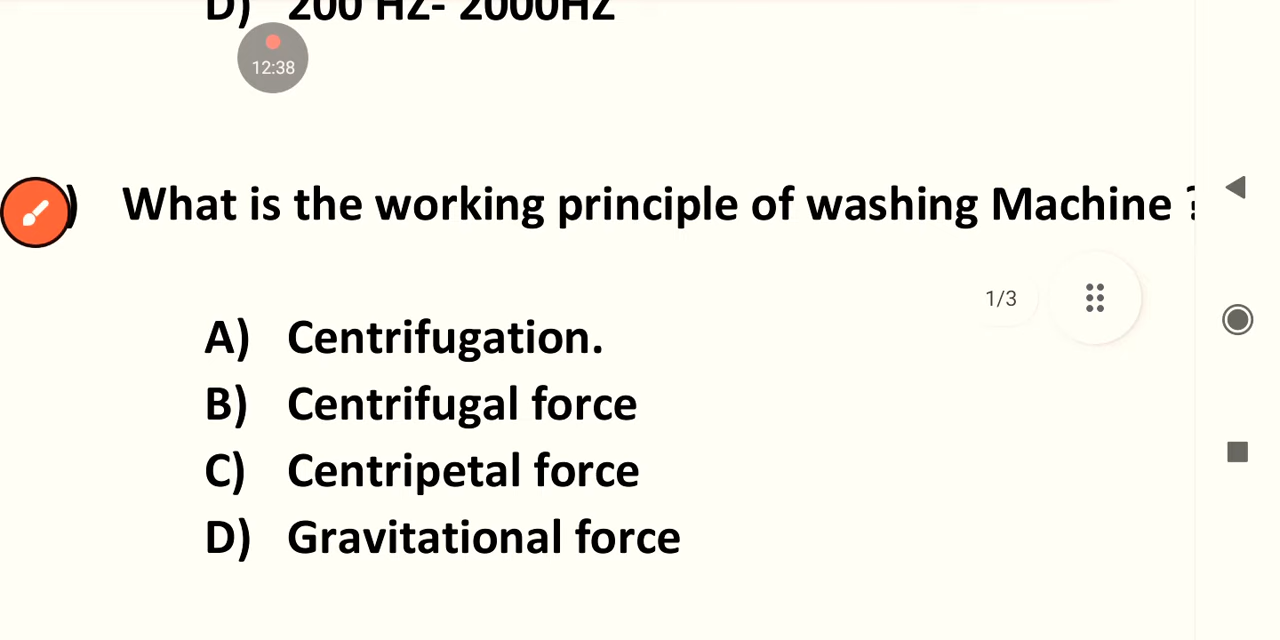 D) 200 HZ- 2000HZ
12:38
) What is the working principle of washing Machine ?
1/3
A) Centrifugation.
B) Centrifugal force
C) Centripetal force
D) Gravitational force